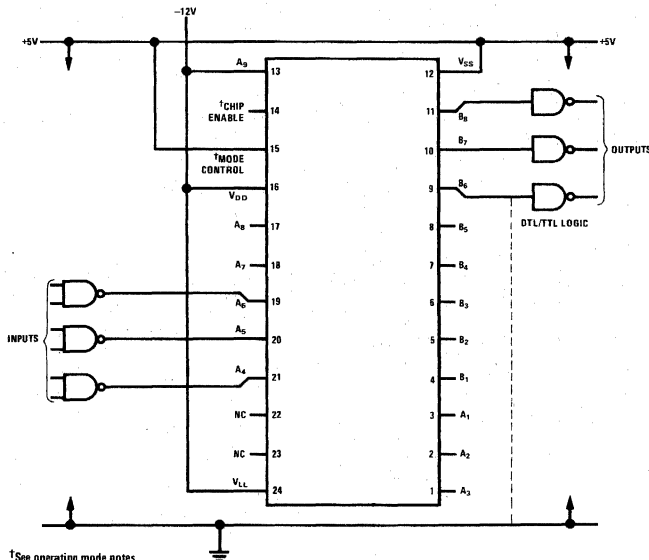 -12V
+5V
+5V
A9
13
VSS
12
†CHIP
ENABLE
14
11
B8
†MODE
CONTROL
15
10
B7
OUTPUTS
VDD
16
9
B6
DTL/TTL LOGIC
A8
17
8
B5
A7
18
7
B4
A6
19
6
B3
INPUTS
A5
20
5
B2
A4
21
4
B1
NC
22
3
A1
NC
23
2
A2
VLL
24
1
A3
†See operating mode notes